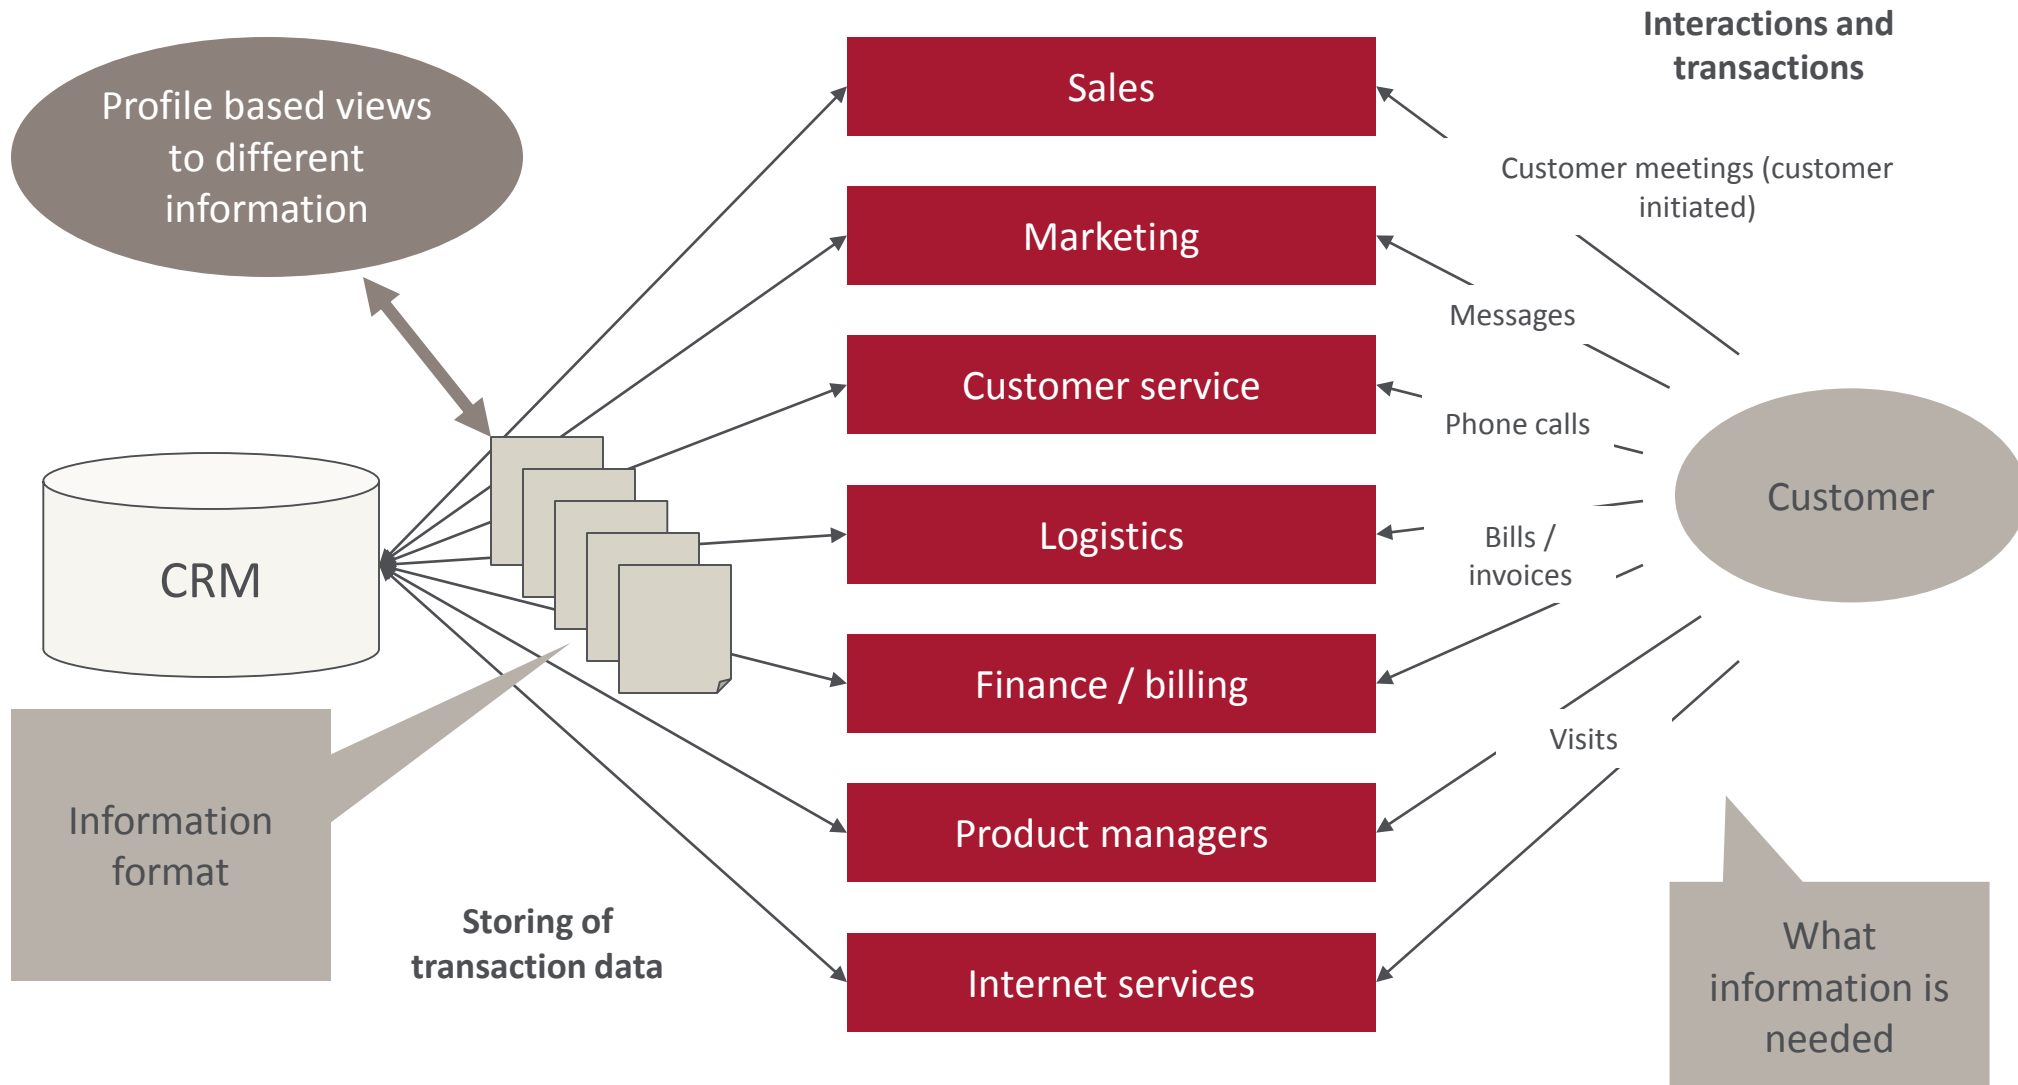 Interactions and
transactions
Profile based views
to different
information
Sales
Customer meetings (customer
initiated)
Marketing
Messages
Customer service
Phone calls
Customer
CRM
Logistics
Bills /
invoices
Finance / billing
Visits
Information
format
Product managers
Storing of
transaction data
Internet services
What
information is
needed